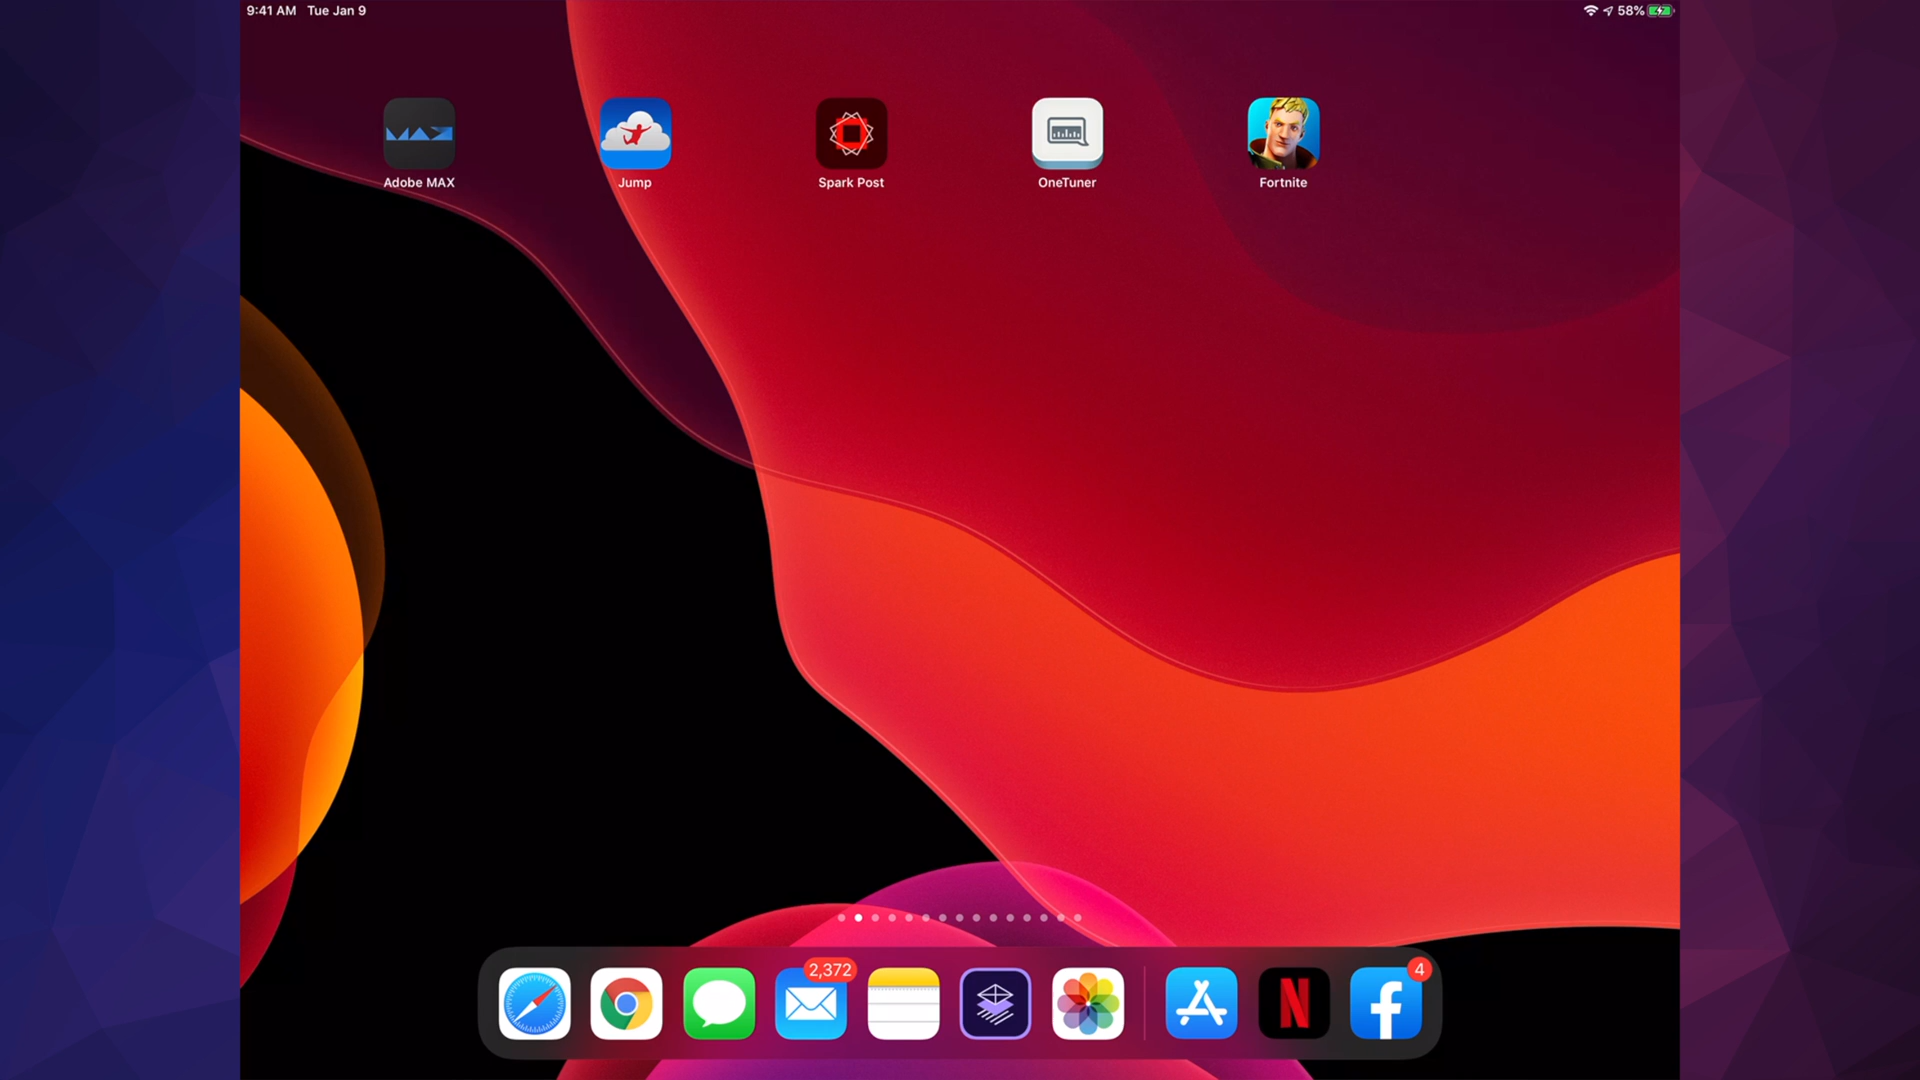 9:41 AM Tue Jan 9
58%
Adobe MAX
Jump
Spark Post
OneTuner
Fortnite
2,372
4